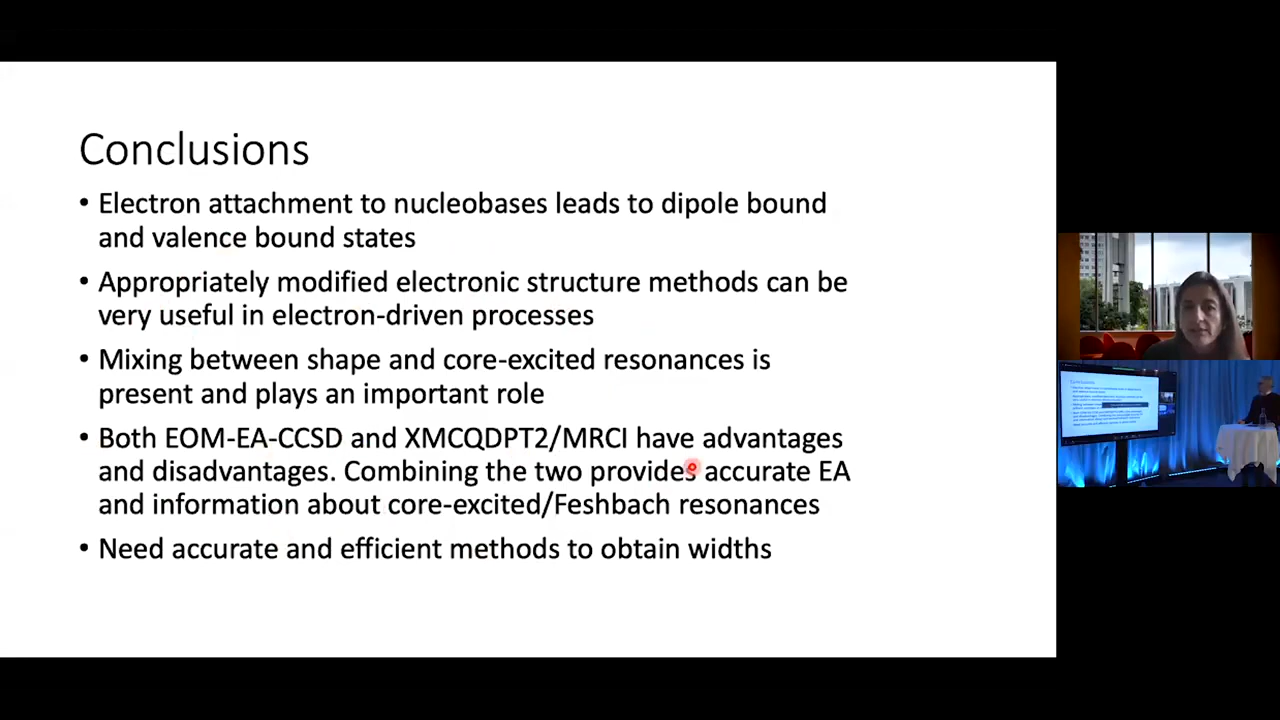 Conclusions
• Electron attachment to nucleobases leads to dipole bound
and valence bound states
• Appropriately modified electronic structure methods can be
very useful in electron-driven processes
• Mixing between shape and core-excited resonances is
present and plays an important role
• Both EOM-EA-CCSD and XMCQDPT2/MRCI have advantages
and disadvantages. Combining the two provides accurate EA
and information about core-excited/Feshbach resonances
• Need accurate and efficient methods to obtain widths
Conclusions